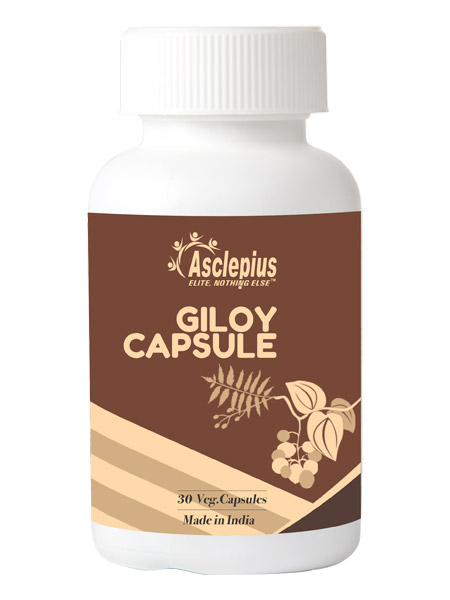 Asclepius
ELITE, NOTHING ELSE™
GILOY
CAPSULE
30 Veg.Capsules
Made in India